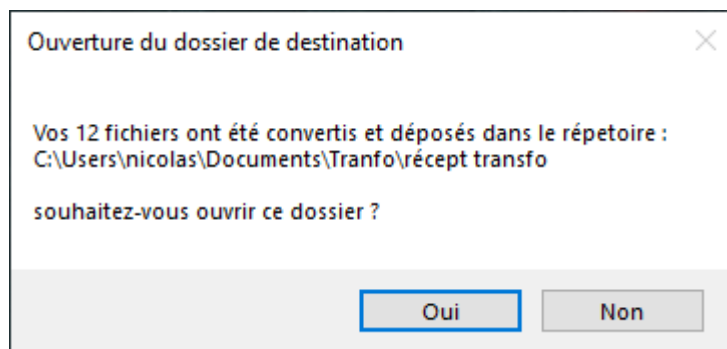 Ouverture du dossier de destination
Vos 12 fichiers ont été convertis et déposés dans le répetoire :
C:\Users\nicolas\Documents\Tranfo\récept transfo
souhaitez-vous ouvrir ce dossier ?
Oui
Non